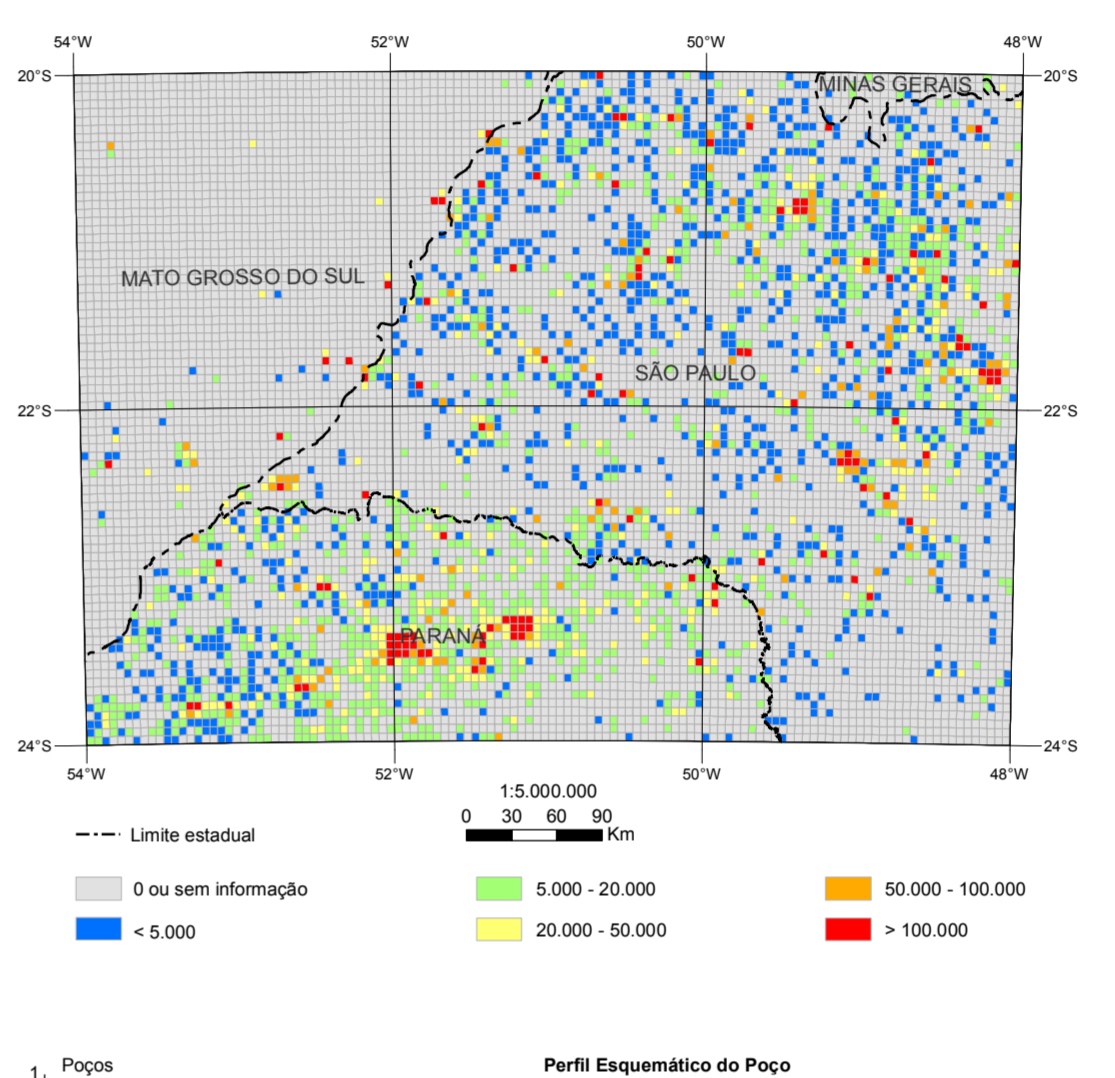 54°W 52°W 50°W 48°W
20°S 20°S
MINAS GERAIS
MATO GROSSO DO SUL
SÃO PAULO
22°S 22°S
PARANÁ
24°S 24°S
54°W 52°W 50°W 48°W
1:5.000.000
0 30 60 90
Km
Limite estadual
0 ou sem informação 5.000 - 20.000 50.000 - 100.000
< 5.000 20.000 - 50.000 > 100.000
1, Poços Perfil Esquemático do Poço